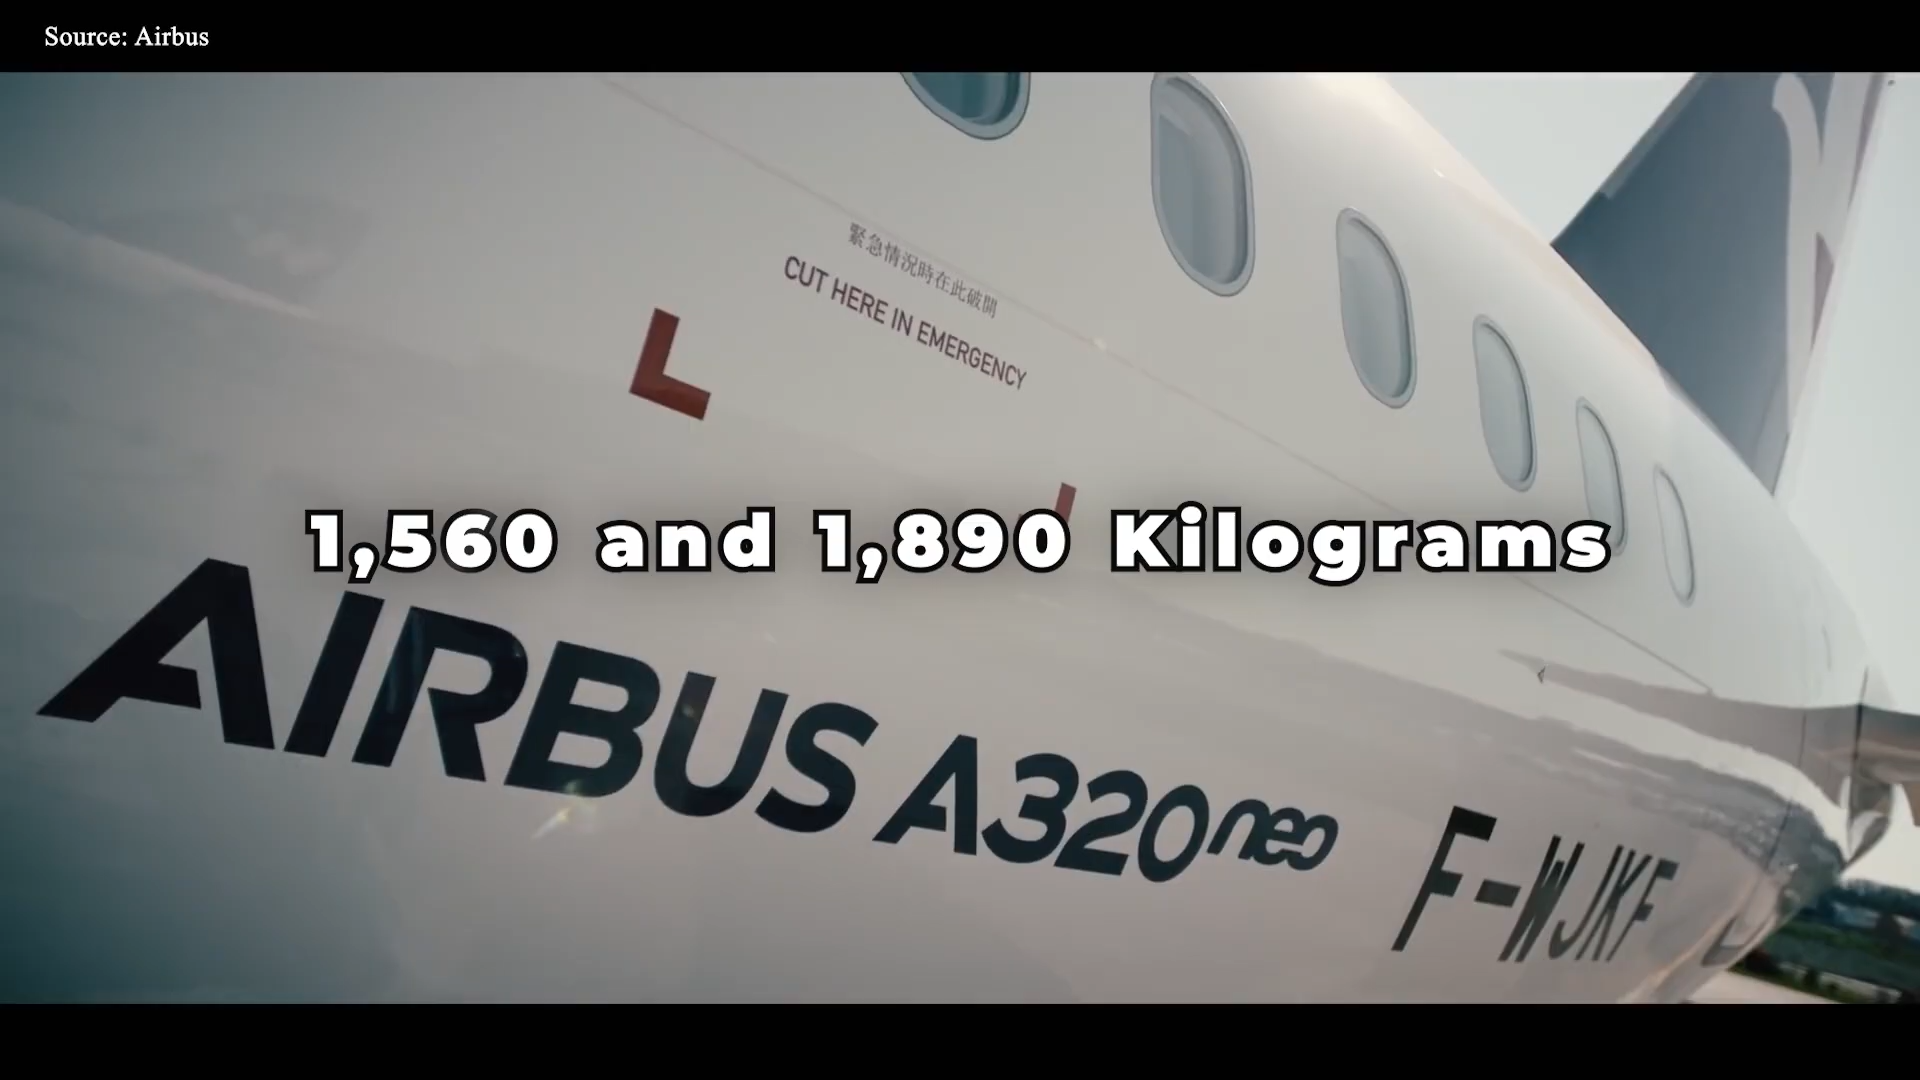 Source: Airbus
緊急情況時在此破開
CUT HERE IN EMERGENCY
1,560 and 1,890 Kilograms
AIRBUS A320neo
F-WJKF